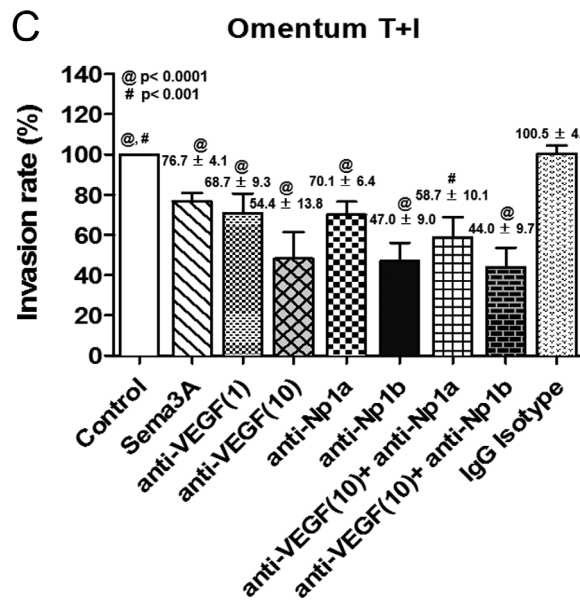 C
Omentum T+I
Invasion rate (%)
140
120
100
80
60
40
20
0
@ p< 0.0001
# p< 0.001
@, #
@
76.7 ± 4.1
@
68.7 ± 9.3
@
54.4 ± 13.8
@
70.1 ± 6.4
@
47.0 ± 9.0
#
58.7 ± 10.1
@
44.0 ± 9.7
100.5 ± 4.
Control
Sema3A
anti-VEGF(1)
anti-VEGF(10)
anti-Np1a
anti-Np1b
anti-VEGF(10)+ anti-Np1a
anti-VEGF(10)+ anti-Np1b
IgG Isotype